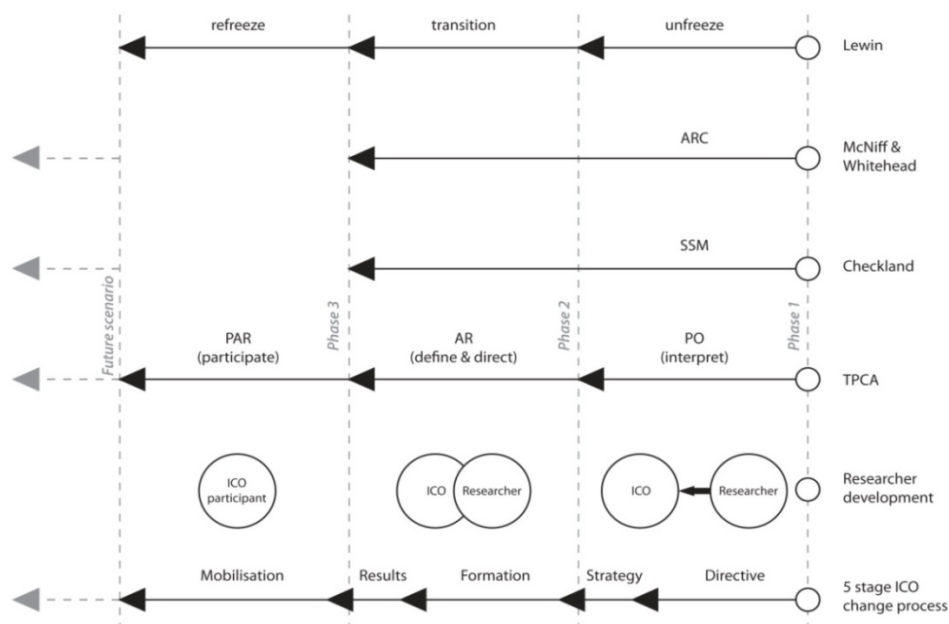 refreeze
transition
unfreeze
Lewin
ARC
McNiff &
Whitehead
SSM
Checkland
Future scenario
Phase 3
Phase 2
Phase 1
PAR
(participate)
AR
(define & direct)
PO
(interpret)
TPCA
ICO
participant
ICO
Researcher
ICO
Researcher
Researcher
development
Mobilisation
Results
Formation
Strategy
Directive
5 stage ICO
change process